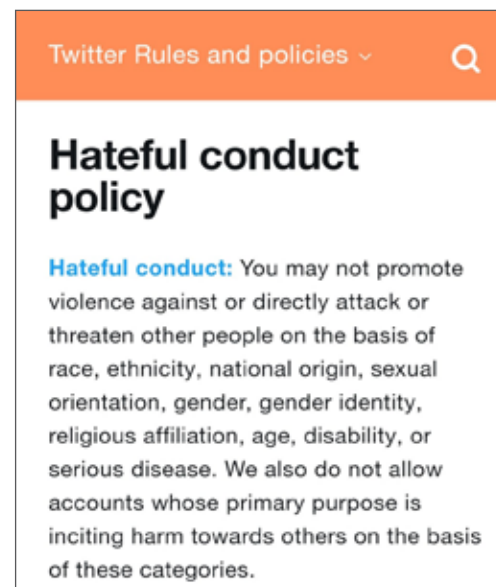 Twitter Rules and policies
Hateful conduct
policy
Hateful conduct: You may not promote
violence against or directly attack or
threaten other people on the basis of
race, ethnicity, national origin, sexual
orientation, gender, gender identity,
religious affiliation, age, disability, or
serious disease. We also do not allow
accounts whose primary purpose is
inciting harm towards others on the basis
of these categories.